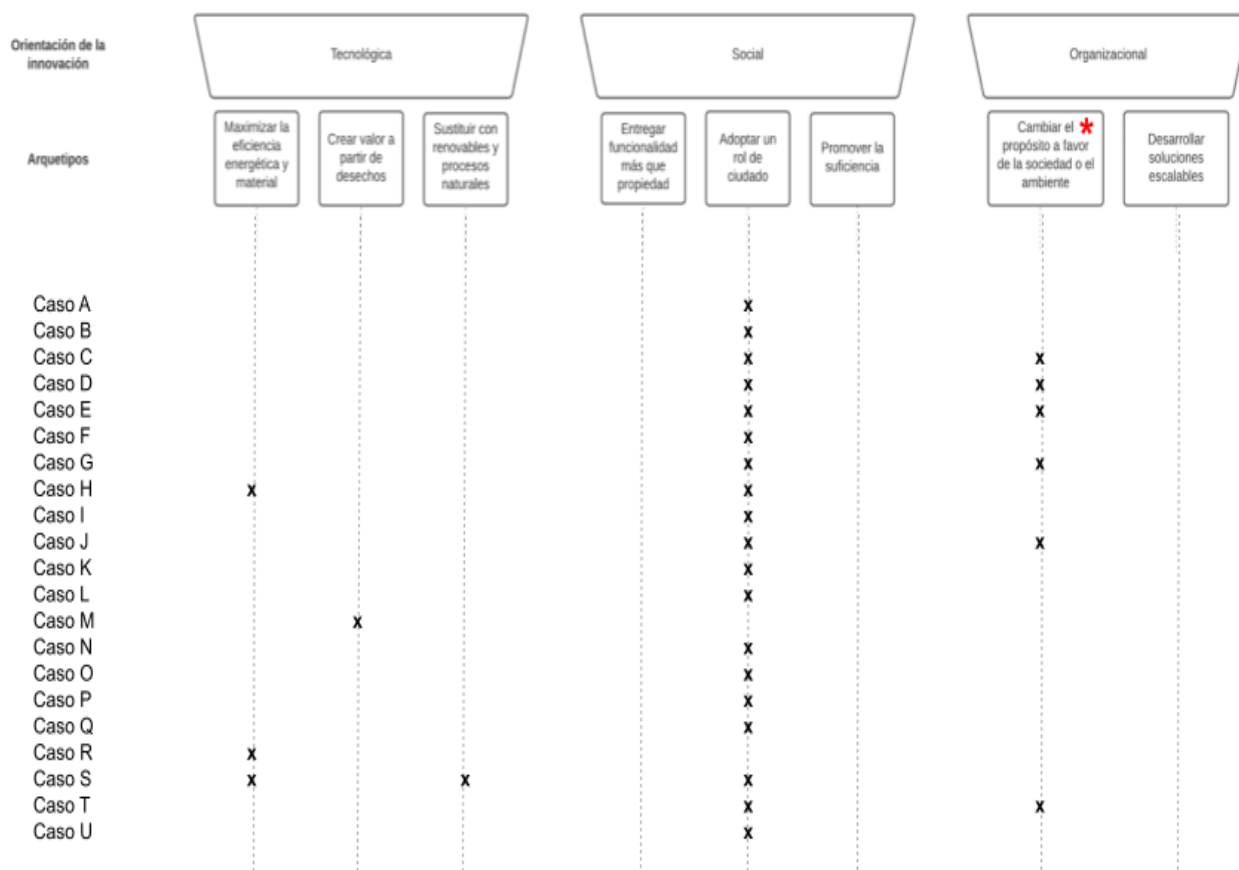 Orientación de la
innovación
Tecnológica
Social
Organizacional
Arquetipos
Maximizar la
eficiencia
energética y
material
Crear valor a
partir de
desechos
Sustituir con
renovables y
procesos
naturales
Entregar
funcionalidad
más que
propiedad
Adoptar un
rol de
ciudado
Promover la
suficiencia
Cambiar el *
propósito a favor
de la sociedad o el
ambiente
Desarrollar
soluciones
escalables
Caso A x
Caso B x
Caso C x x
Caso D x x
Caso E x x
Caso F x
Caso G x x
Caso H x x
Caso I x
Caso J x x
Caso K x
Caso L x
Caso M x
Caso N x
Caso O x
Caso P x
Caso Q x
Caso R x
Caso S x x x
Caso T x x
Caso U x